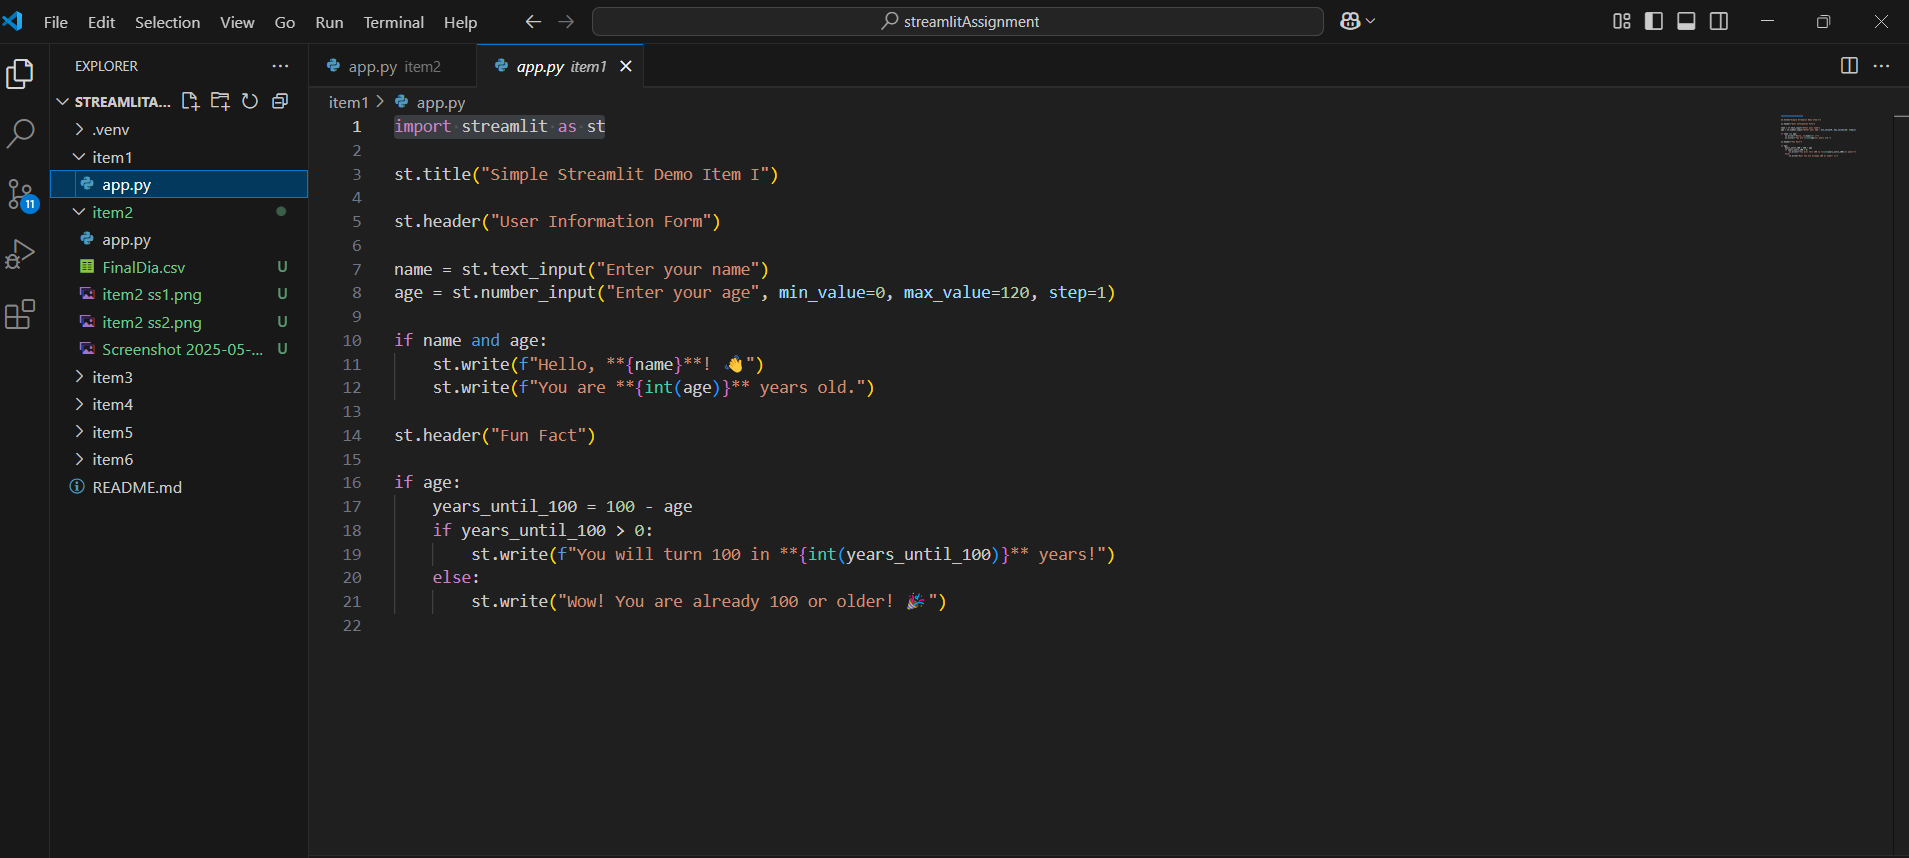 File Edit Selection View Go Run Terminal Help
streamlitAssignment
EXPLORER
STREAMLITA...
.venv
item1
app.py
item2
app.py
FinalDia.csv U
item2 ss1.png U
item2 ss2.png U
Screenshot 2025-05-... U
item3
item4
item5
item6
README.md
11
app.py item2
app.py item1
item1 > app.py
1 import streamlit as st
2
3 st.title("Simple Streamlit Demo Item I")
4
5 st.header("User Information Form")
6
7 name = st.text_input("Enter your name")
8 age = st.number_input("Enter your age", min_value=0, max_value=120, step=1)
9
10 if name and age:
11 st.write(f"Hello, **{name}**! 👋")
12 st.write(f"You are **{int(age)}** years old.")
13
14 st.header("Fun Fact")
15
16 if age:
17 years_until_100 = 100 - age
18 if years_until_100 > 0:
19 st.write(f"You will turn 100 in **{int(years_until_100)}** years!")
20 else:
21 st.write("Wow! You are already 100 or older! 🎉")
22